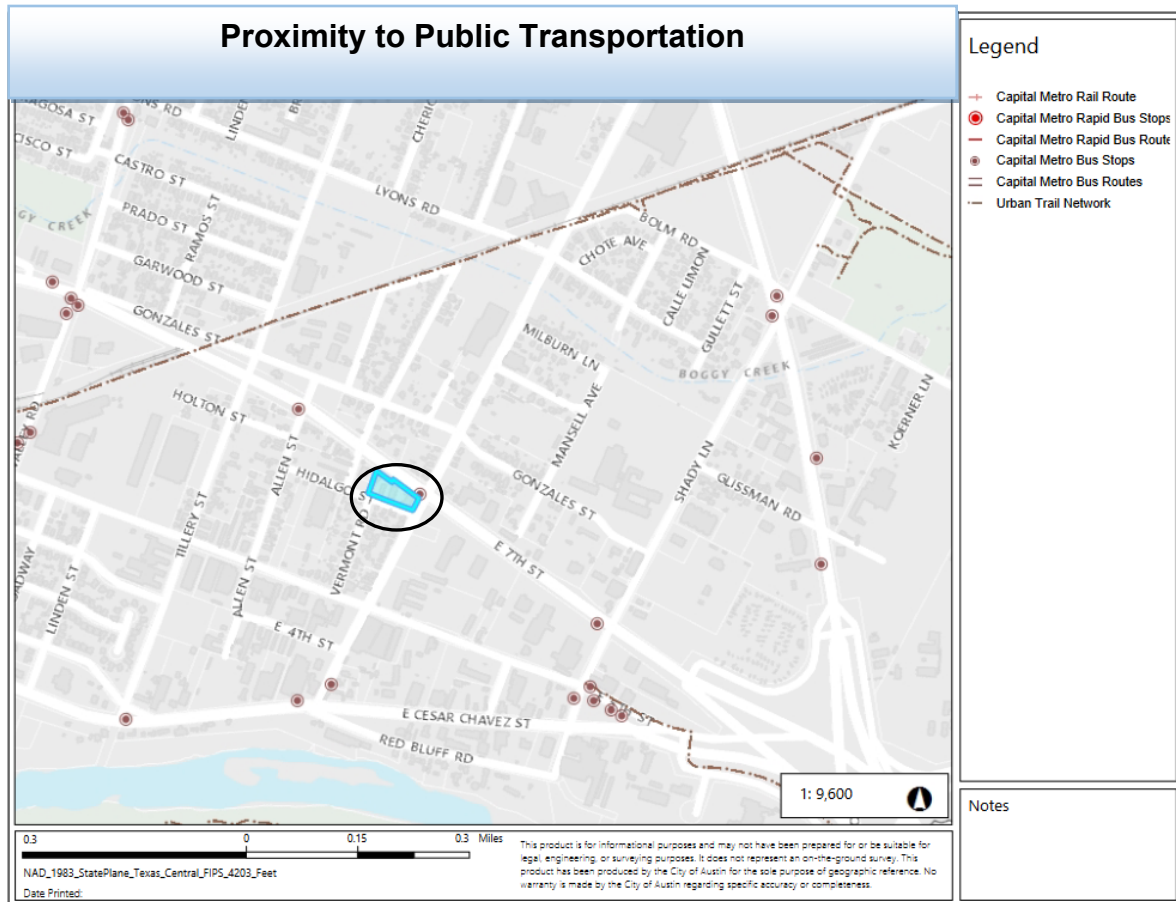 Proximity to Public Transportation
Legend
Capital Metro Rail Route
Capital Metro Rapid Bus Stops
Capital Metro Rapid Bus Route
Capital Metro Bus Stops
Capital Metro Bus Routes
Urban Trail Network
LINDEN
CHERIC
CASTRO ST
LYONS RD
PRADO ST
RAMOS ST
GY CREEK
GARWOOD ST
GONZALES ST
BOLM RD
CHOTE AVE
CALLE LIMON
GULLETT ST
MILBURN LN
BOGGY CREEK
MANSELL AVE
KOERNER LN
HOLTON ST
ALLEN ST
HIDALGO ST
VERMONT RD
GONZALES ST
SHADY LN
GLISSMAN RD
TILLERY ST
E 7TH ST
LINDEN ST
ALLEN ST
E 4TH ST
E CESAR CHAVEZ ST
RED BLUFF RD
1: 9,600
Notes
0.3 0 0.15 0.3 Miles
NAD_1983_StatePlane_Texas_Central_FIPS_4203_Feet
Date Printed:
This product is for informational purposes and may not have been prepared for or be suitable for
legal, engineering, or surveying purposes. It does not represent an on-the-ground survey. This
product has been produced by the City of Austin for the sole purpose of geographic reference. No
warranty is made by the City of Austin regarding specific accuracy or completeness.